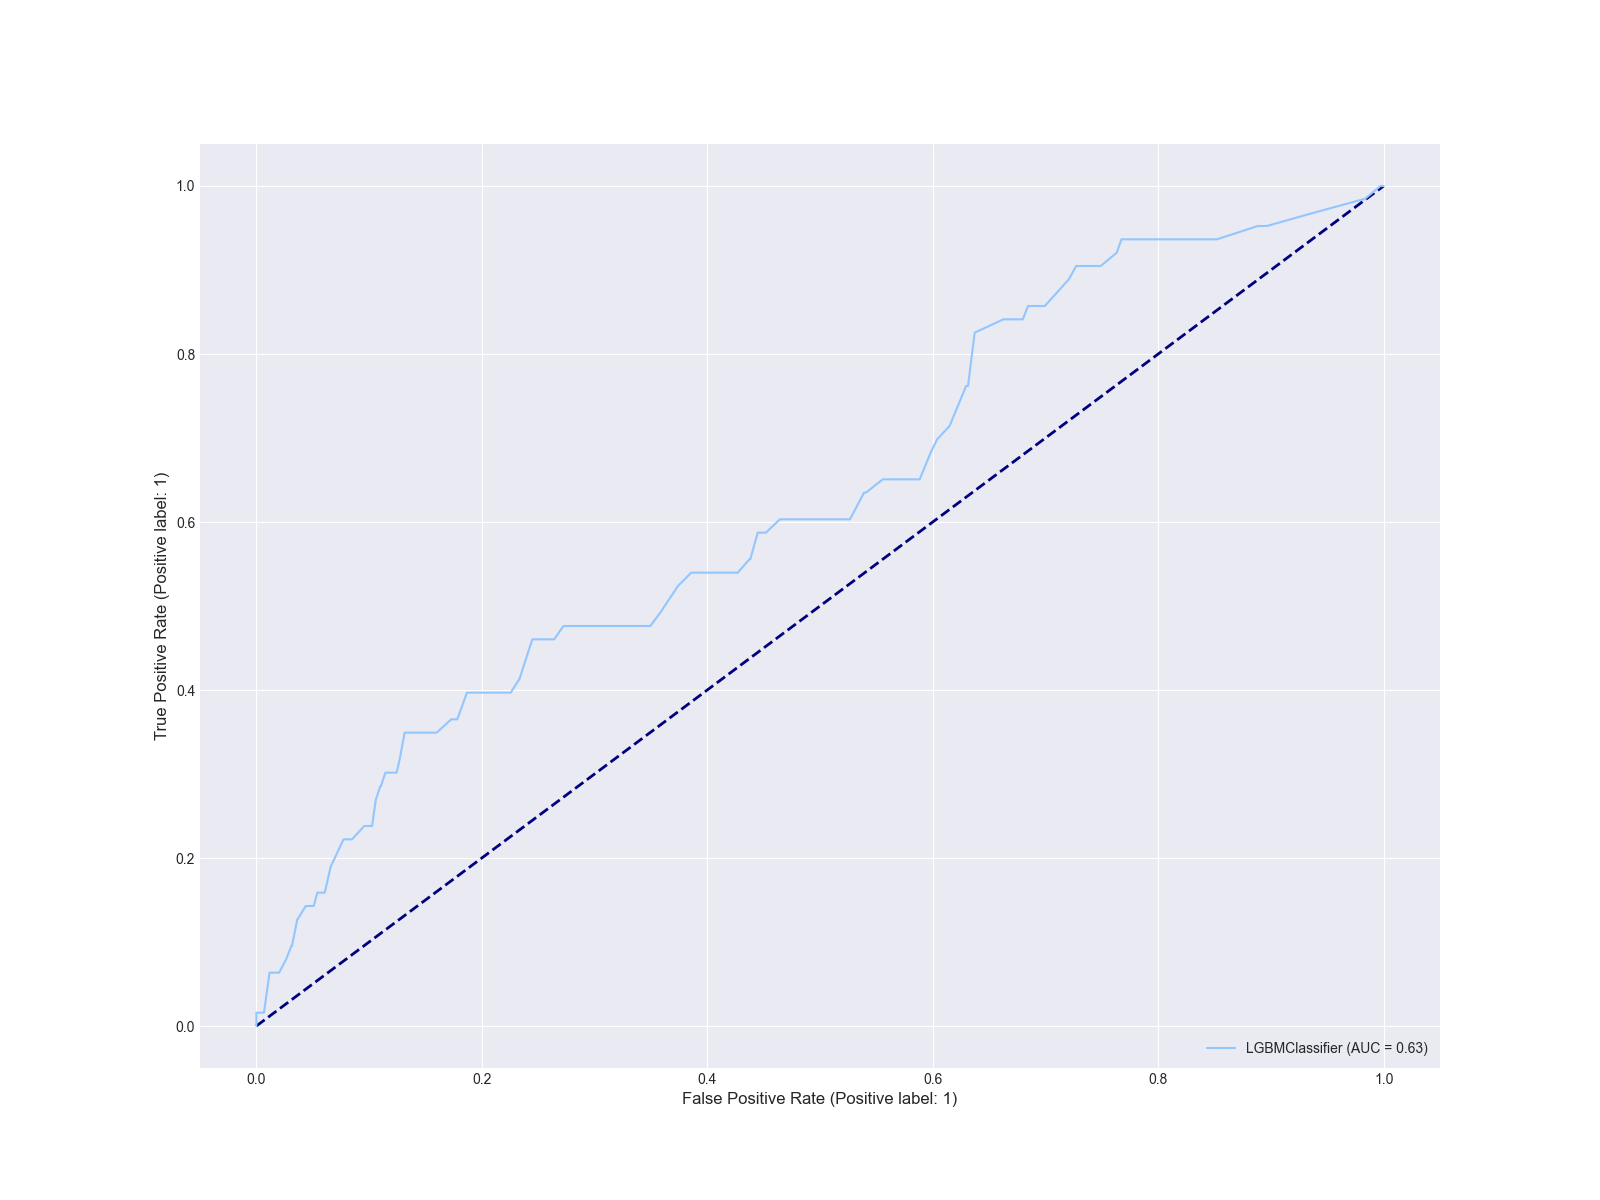 True Positive Rate (Positive label: 1)
1.0
0.8
0.6
0.4
0.2
0.0
LGBMClassifier (AUC = 0.63)
0.0 0.2 0.4 0.6 0.8 1.0
False Positive Rate (Positive label: 1)